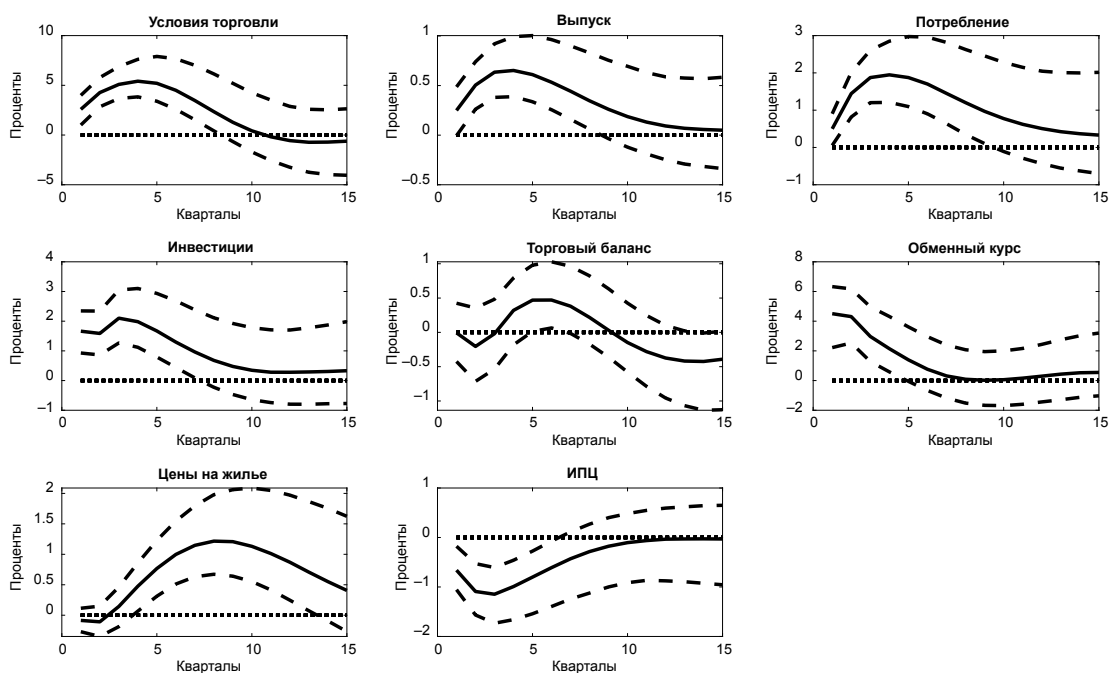 Условия торговли
Проценты
10
5
0
–5
0
5
10
15
Кварталы
Выпуск
Проценты
1
0.5
0
–0.5
0
5
10
15
Кварталы
Потребление
Проценты
3
2
1
0
–1
0
5
10
15
Кварталы
Инвестиции
Проценты
4
3
2
1
0
–1
0
5
10
15
Кварталы
Торговый баланс
Проценты
1
0.5
0
–0.5
–1
0
5
10
15
Кварталы
Обменный курс
Проценты
8
6
4
2
0
–2
0
5
10
15
Кварталы
Цены на жилье
Проценты
2
1.5
1
0.5
0
0
5
10
15
Кварталы
ИПЦ
Проценты
1
0
–1
–2
0
5
10
15
Кварталы